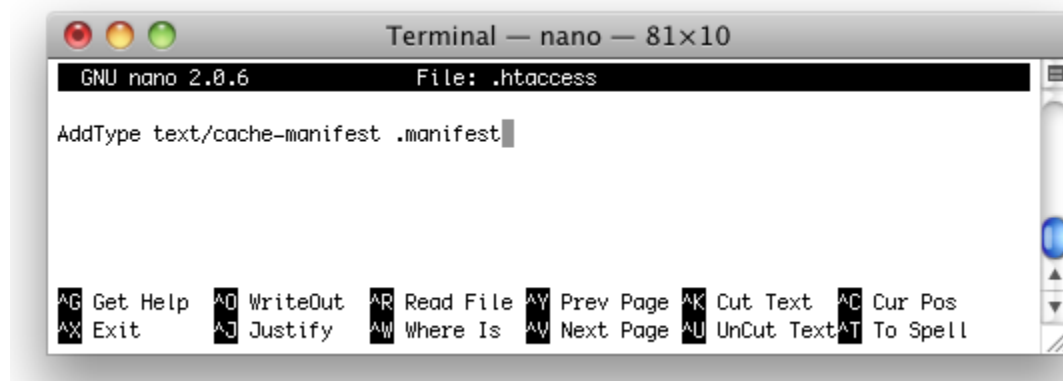 Terminal — nano — 81×10
GNU nano 2.0.6 File: .htaccess
AddType text/cache-manifest .manifest
^G Get Help ^O WriteOut ^R Read File ^Y Prev Page ^K Cut Text ^C Cur Pos
^X Exit ^J Justify ^W Where Is ^V Next Page ^U UnCut Text ^T To Spell